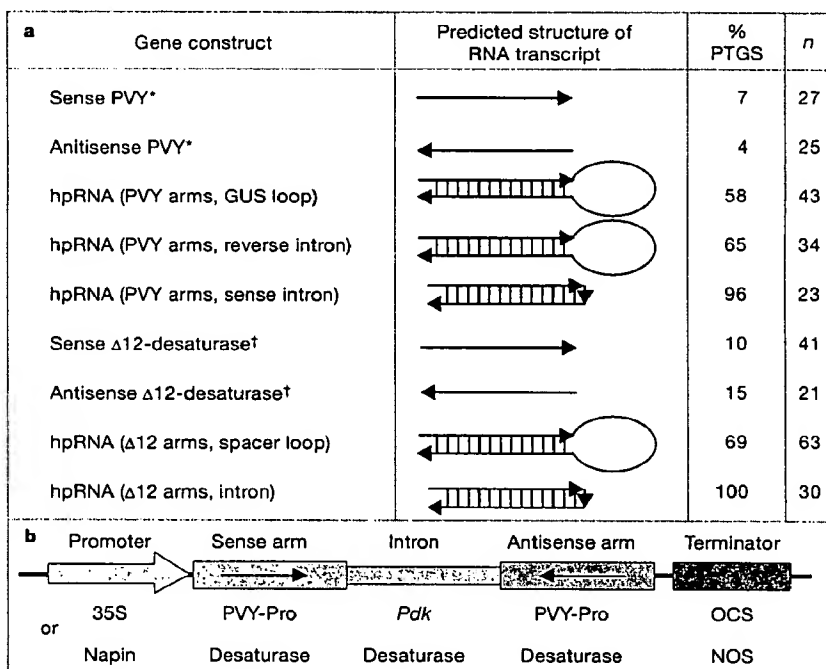 a Gene construct Predicted structure of RNA transcript % PTGS n
Sense PVY* 7 27
Anitisense PVY* 4 25
hpRNA (PVY arms, GUS loop) 58 43
hpRNA (PVY arms, reverse intron) 65 34
hpRNA (PVY arms, sense intron) 96 23
Sense Δ12-desaturase† 10 41
Antisense Δ12-desaturase† 15 21
hpRNA (Δ12 arms, spacer loop) 69 63
hpRNA (Δ12 arms, intron) 100 30
b Promoter Sense arm Intron Antisense arm Terminator
35S PVY-Pro Pdk PVY-Pro OCS
or
Napin Desaturase Desaturase Desaturase NOS